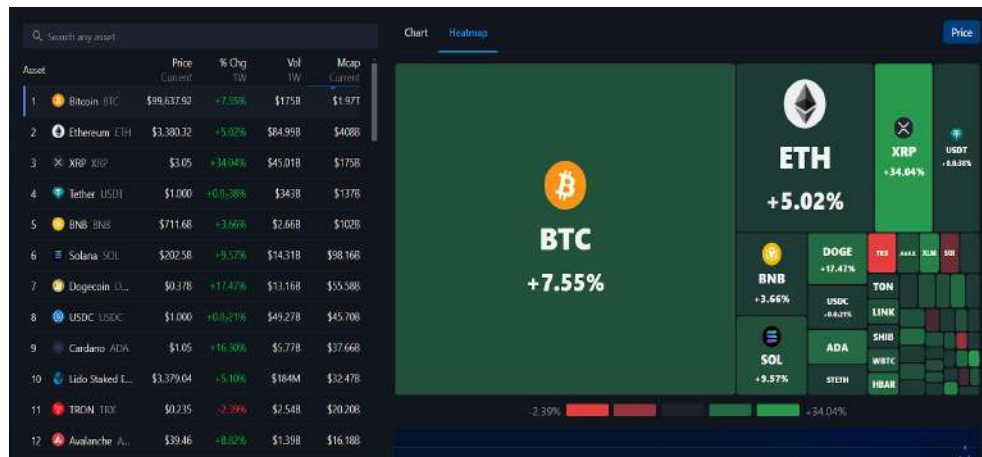 Search any asset
Chart Heatmap Price
Asset Price Current % Chg 1W Vol 1W Mcap Current
1 Bitcoin BTC $99,637.92 +7.55% $175B $1.97T
2 Ethereum ETH $3,380.32 +5.02% $84.99B $408B
3 XRP XRP $3.05 +34.04% $45.01B $175B
4 Tether USDT $1.000 +0.0₂38% $343B $137B
5 BNB BNB $711.68 +3.66% $2.66B $102B
6 Solana SOL $202.58 +9.57% $14.31B $98.16B
7 Dogecoin D... $0.378 +17.47% $13.16B $55.58B
8 USDC USDC $1.000 +0.0₂21% $49.27B $45.70B
9 Cardano ADA $1.05 +16.30% $5.77B $37.66B
10 Lido Staked E... $3,379.04 +5.10% $184M $32.47B
11 TRON TRX $0.235 -2.39% $2.54B $20.20B
12 Avalanche A... $39.46 +8.82% $1.39B $16.18B
BTC
+7.55%
ETH
+5.02%
XRP
+34.04%
USDT
BNB
+3.66%
SOL
+9.57%
DOGE
+17.47%
USDC
ADA
STETH
TRX AVAX XLM SUI
TON
LINK
SHIB
WBTC
HBAR
-2.39% +34.04%